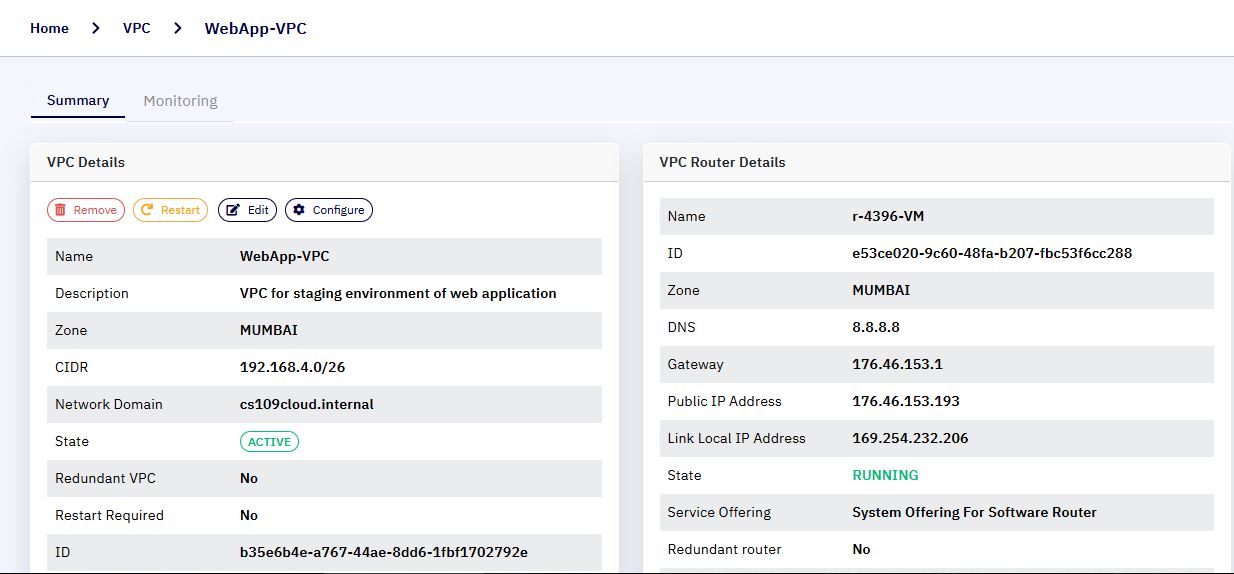 Home > VPC > WebApp-VPC
Summary Monitoring
VPC Details
Remove Restart Edit Configure
Name WebApp-VPC
Description VPC for staging environment of web application
Zone MUMBAI
CIDR 192.168.4.0/26
Network Domain cs109cloud.internal
State ACTIVE
Redundant VPC No
Restart Required No
ID b35e6b4e-a767-44ae-8dd6-1fbf1702792e
VPC Router Details
Name r-4396-VM
ID e53ce020-9c60-48fa-b207-fbc53f6cc288
Zone MUMBAI
DNS 8.8.8.8
Gateway 176.46.153.1
Public IP Address 176.46.153.193
Link Local IP Address 169.254.232.206
State RUNNING
Service Offering System Offering For Software Router
Redundant router No